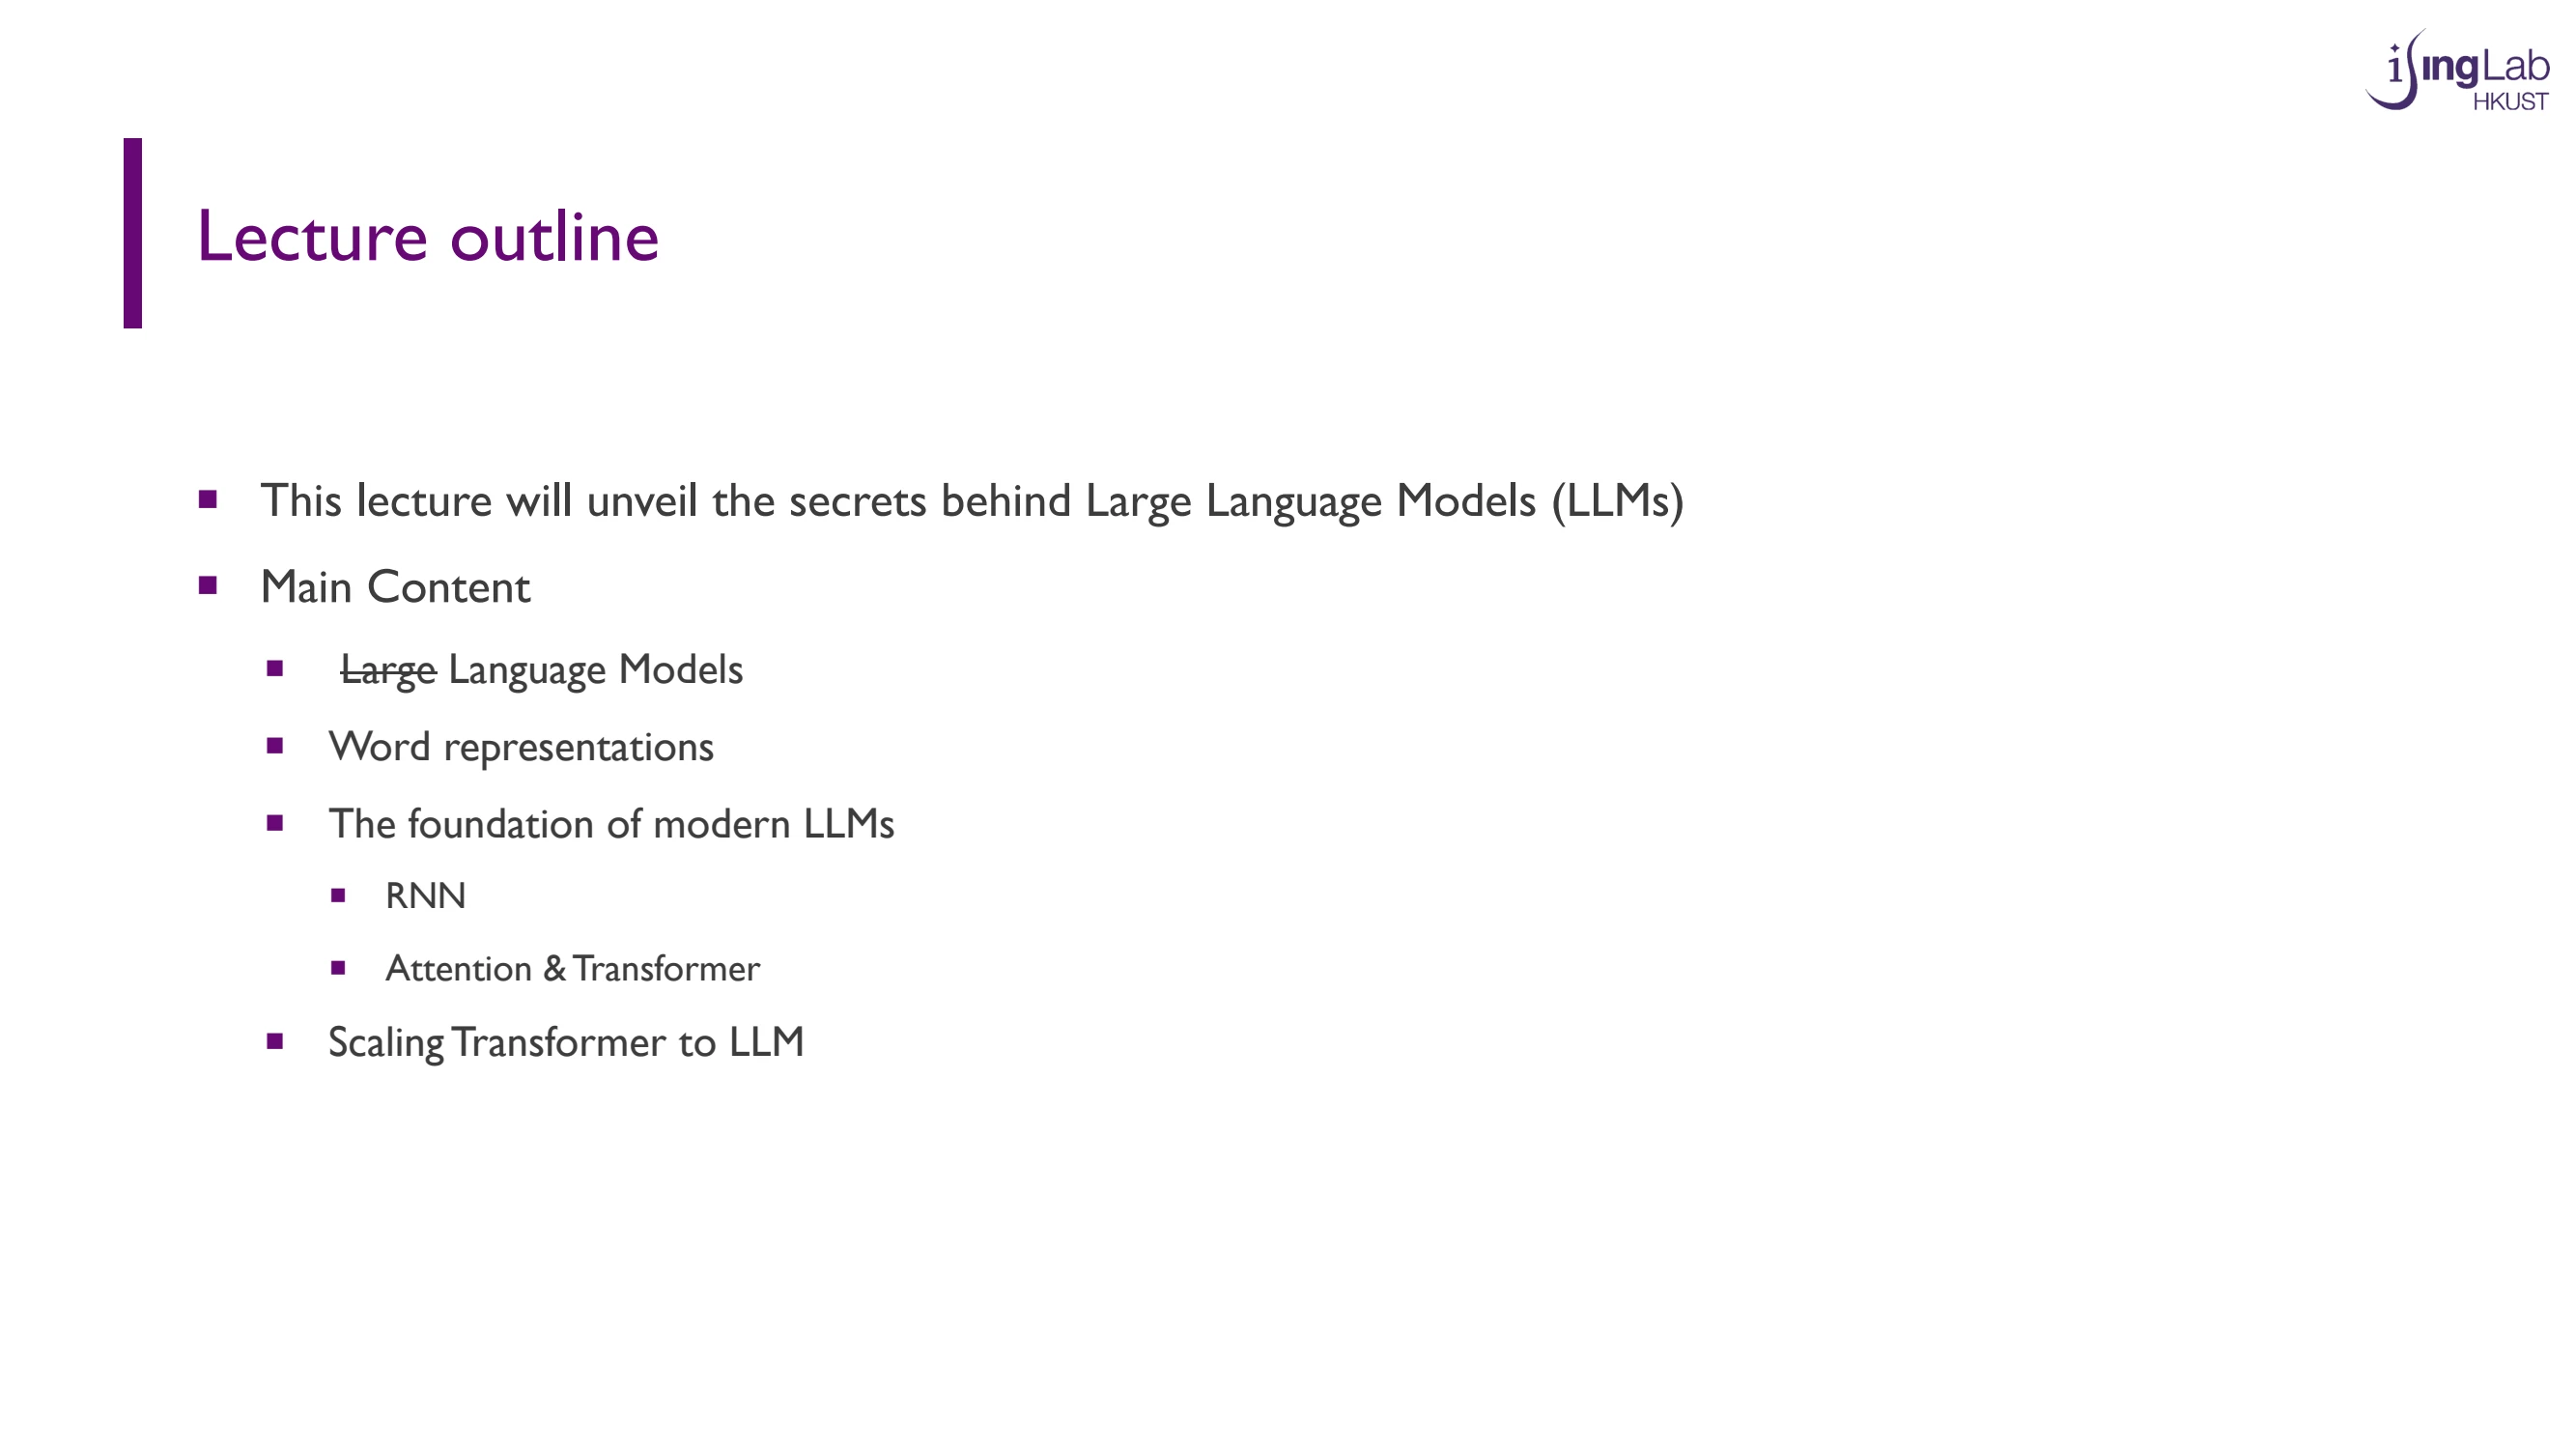 iSingLab
HKUST
Lecture outline
This lecture will unveil the secrets behind Large Language Models (LLMs)
Main Content
Large Language Models
Word representations
The foundation of modern LLMs
RNN
Attention & Transformer
Scaling Transformer to LLM